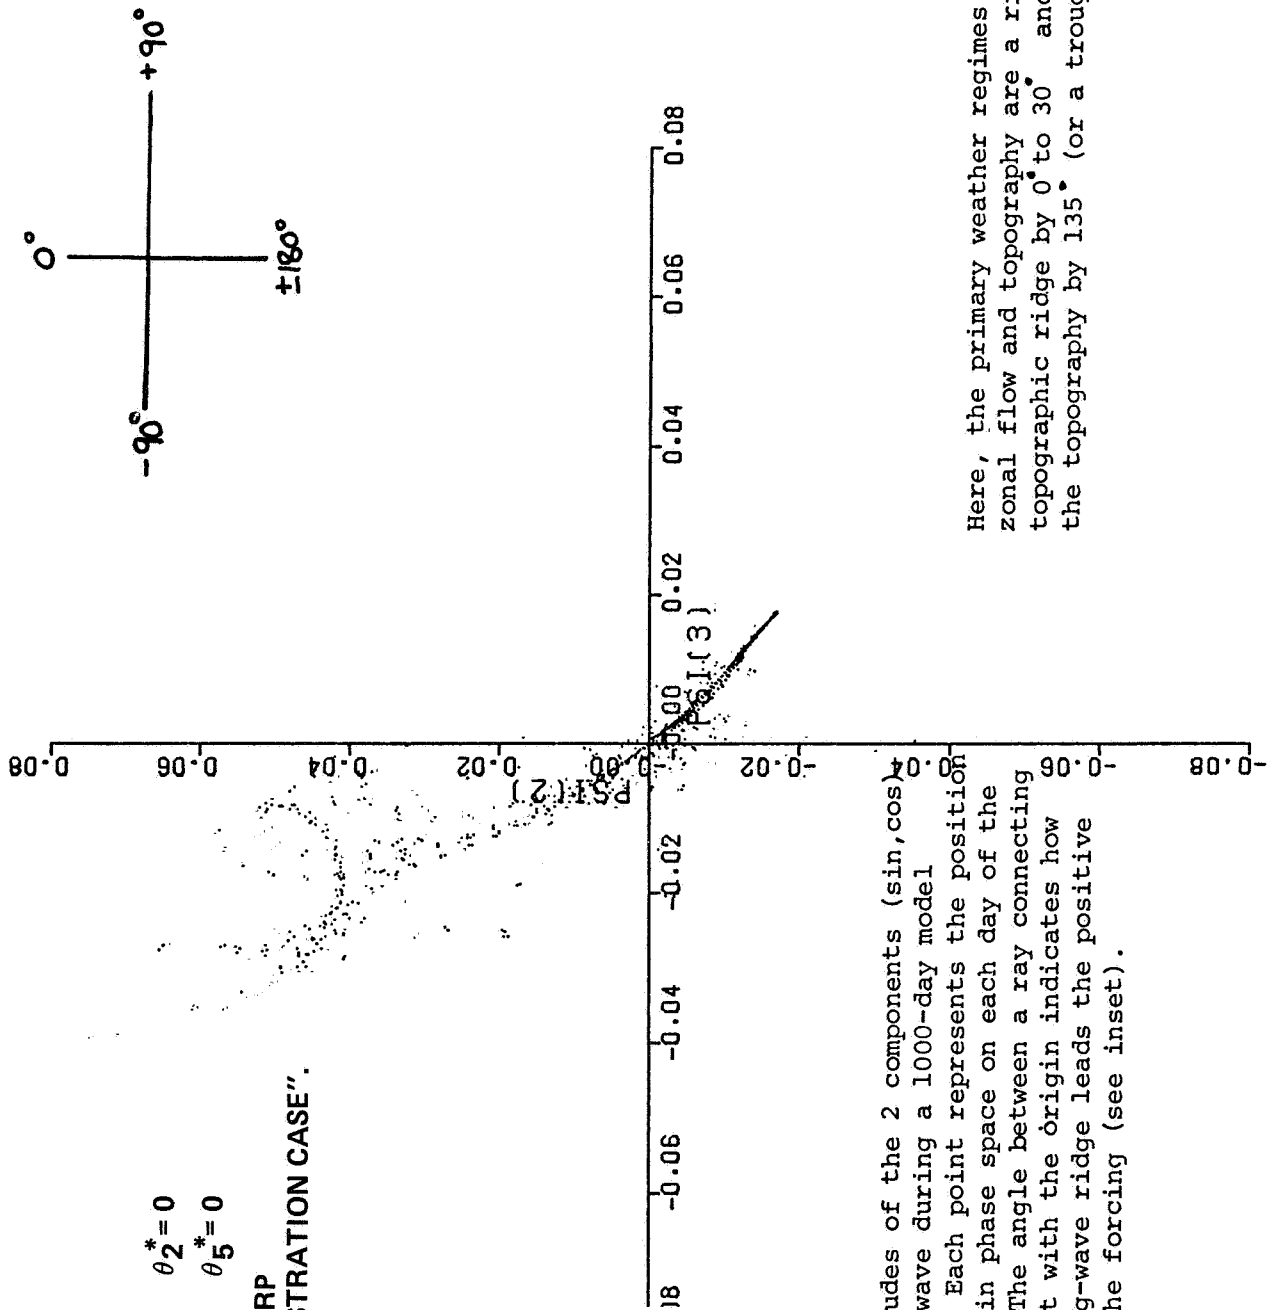 0°
-90° +90°
±180°
θ*2 = 0
θ*5 = 0
RP
STRATION CASE".
0.08
0.06
0.04
0.02
0.00
-0.02
-0.04
-0.06
-0.08
PSI(2)
-0.06 -0.04 -0.02 -0.00 0.02 0.04 0.06 0.08
PSI(3)
udes of the 2 components (sin,cos)
wave during a 1000-day model
Each point represents the position
in phase space on each day of the
The angle between a ray connecting
t with the origin indicates how
g-wave ridge leads the positive
he forcing (see inset).
Here, the primary weather regimes
zonal flow and topography are a ri
topographic ridge by 0° to 30° and
the topography by 135° (or a troug